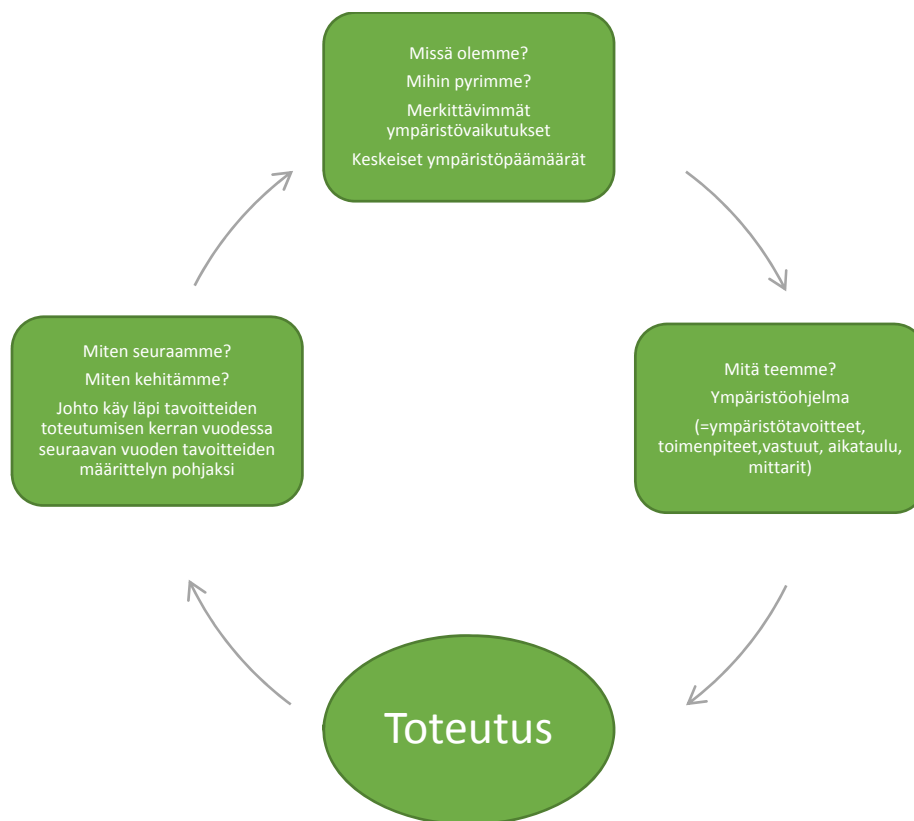 Missä olemme?
Mihin pyrimme?
Merkittävimmät
ympäristövaikutukset
Keskeiset ympäristöpäämäärät
Mitä teemme?
Ympäristöohjelma
(=ympäristötavoitteet,
toimenpiteet,vastuut, aikataulu,
mittarit)
Toteutus
Miten seuraamme?
Miten kehitämme?
Johto käy läpi tavoitteiden
toteutumisen kerran vuodessa
seuraavan vuoden tavoitteiden
määrittelyn pohjaksi